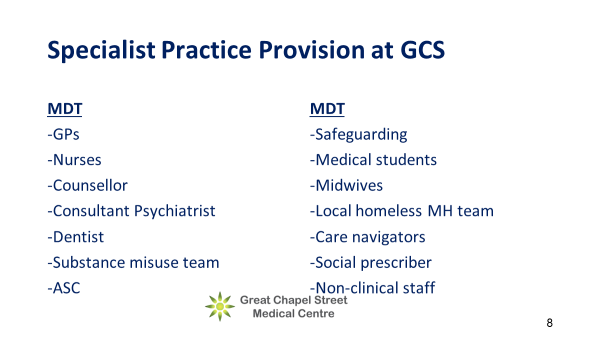 Specialist Practice Provision at GCS
MDT
-GPs
-Nurses
-Counsellor
-Consultant Psychiatrist
-Dentist
-Substance misuse team
-ASC
MDT
-Safeguarding
-Medical students
-Midwives
-Local homeless MH team
-Care navigators
-Social prescriber
-Non-clinical staff
Great Chapel Street
Medical Centre
8